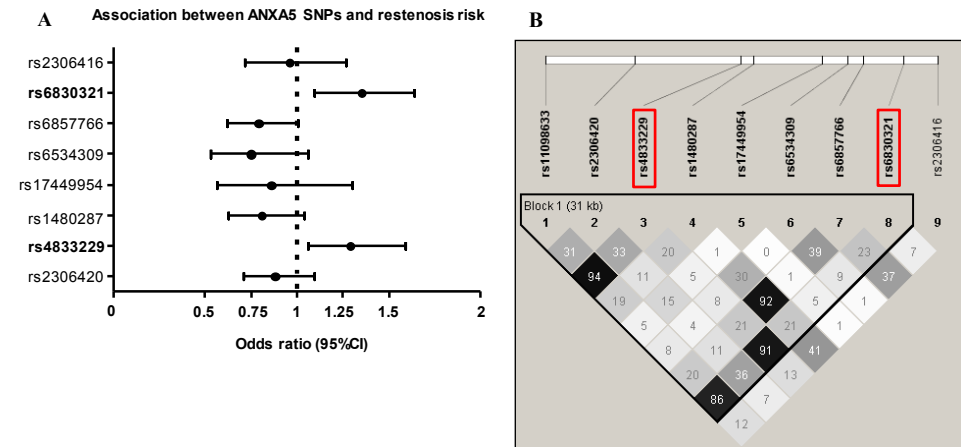 A
Association between ANXA5 SNPs and restenosis risk
rs2306416
rs6830321
rs6857766
rs6534309
rs17449954
rs1480287
rs4833229
rs2306420
0 0.5 0.75 1 1.25 1.5 2
Odds ratio (95%CI)
B
rs11098633
rs2306420
rs4833229
rs1480287
rs17449954
rs6534309
rs6857766
rs6830321
rs2306416
Block 1 (31 kb)
1 2 3 4 5 6 7 8 9
31 33 20 1 0 39 23 7
94 11 5 30 1 9 37
19 15 8 92 5 1
5 4 21 21 1
8 11 91 41
20 36 13
86 7
12